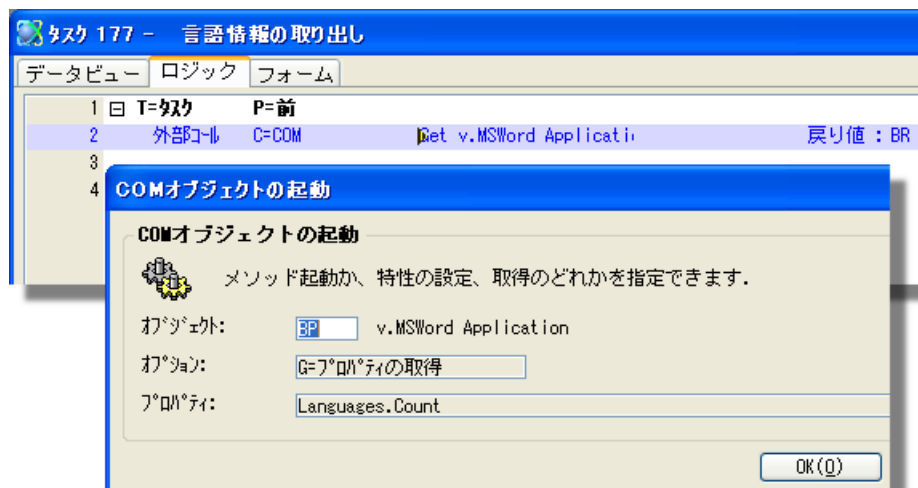 タスク 177 - 言語情報の取り出し
データビュー ロジック フォーム
1 T=タスク P=前
2 外部コール C=COM Get v.MSWord Applicatio 戻り値：BR
3
4
COMオブジェクトの起動
COMオブジェクトの起動
メソッド起動か、特性の設定、取得のどれかを指定できます．
オブジェクト： BP v.MSWord Application
オプション： G=プロパティの取得
プロパティ： Languages.Count
OK(O)